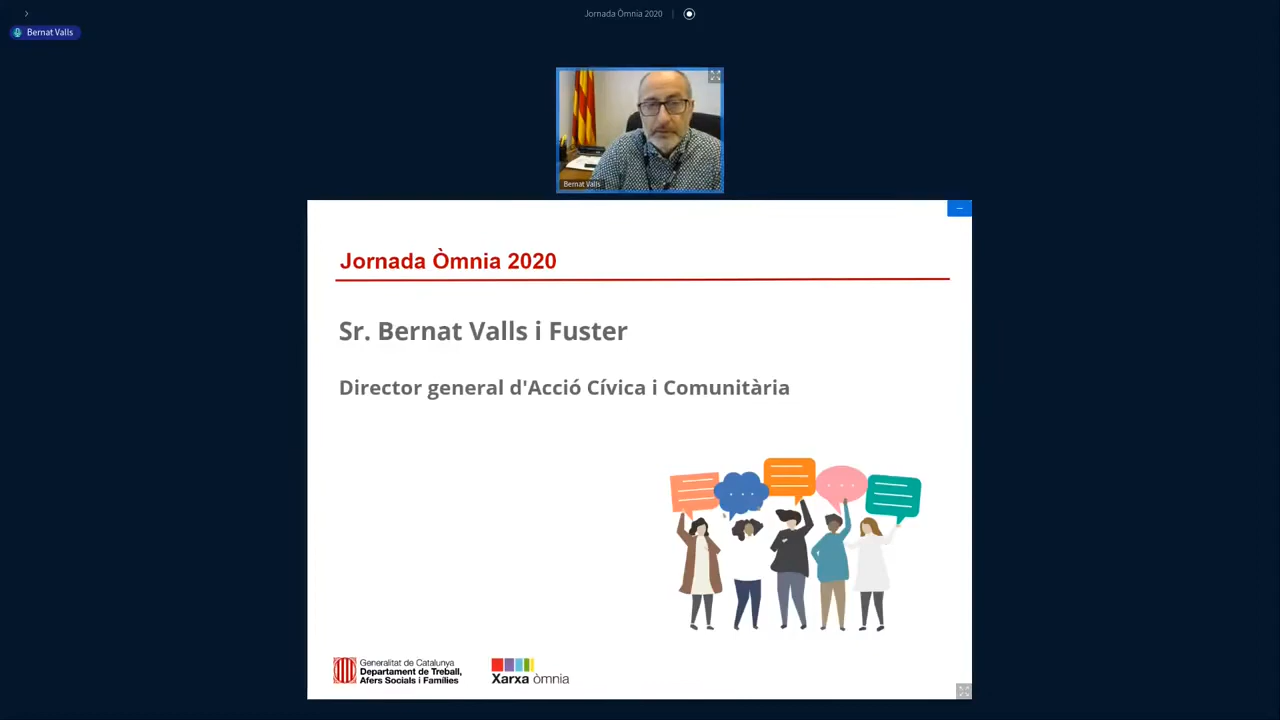 Jornada Òmnia 2020
Bernat Valls
Bernat Valls
Jornada Òmnia 2020
Sr. Bernat Valls i Fuster
Director general d'Acció Cívica i Comunitària
Generalitat de Catalunya
Departament de Treball,
Afers Socials i Famílies
Xarxa òmnia